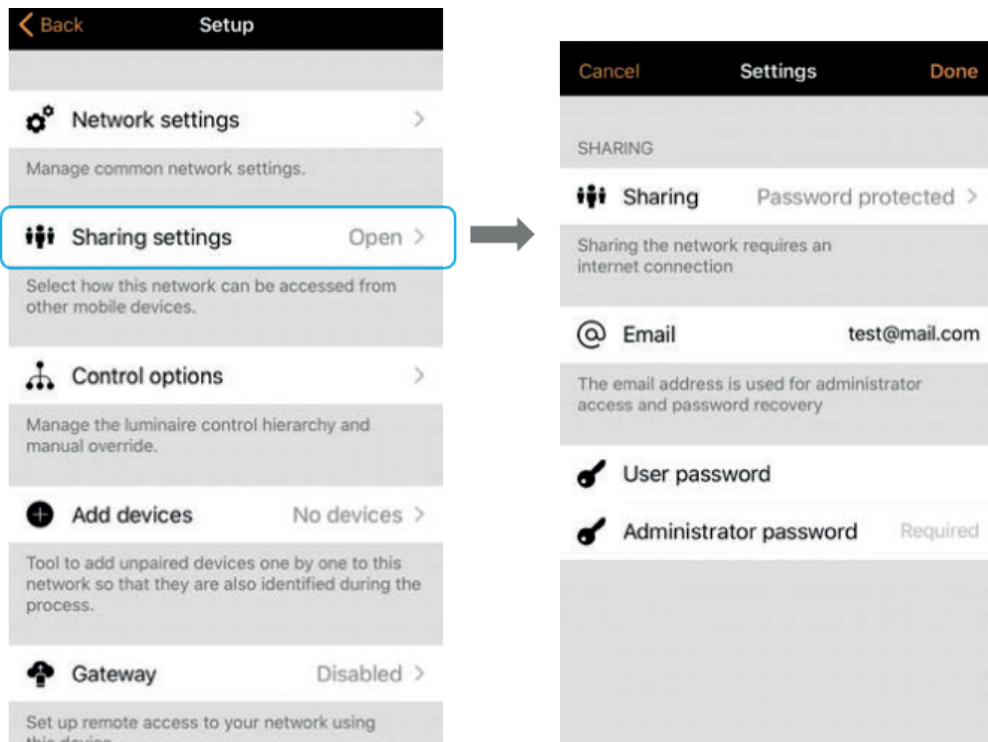 Back
Setup
Network settings
Manage common network settings.
Sharing settings Open
Select how this network can be accessed from
other mobile devices.
Control options
Manage the luminaire control hierarchy and
manual override.
Add devices No devices
Tool to add unpaired devices one by one to this
network so that they are also identified during the
process.
Gateway Disabled
Set up remote access to your network using
this device
Cancel Settings Done
SHARING
Sharing Password protected
Sharing the network requires an
internet connection
@ Email test@mail.com
The email address is used for administrator
access and password recovery
User password
Administrator password Required